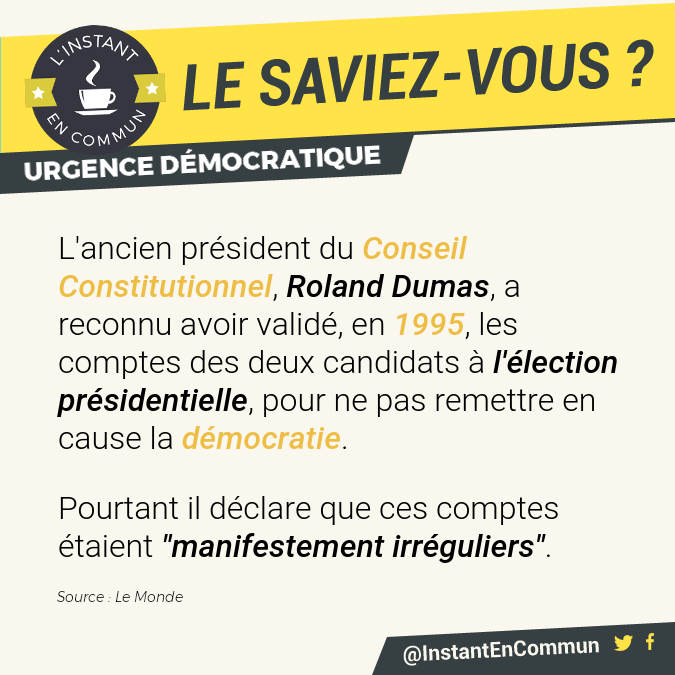 L'INSTANT
EN COMMUN
LE SAVIEZ-VOUS ?
URGENCE DÉMOCRATIQUE
L'ancien président du Conseil
Constitutionnel, Roland Dumas, a
reconnu avoir validé, en 1995, les
comptes des deux candidats à l'élection
présidentielle, pour ne pas remettre en
cause la démocratie.
Pourtant il déclare que ces comptes
étaient "manifestement irréguliers".
Source : Le Monde
@InstantEnCommun